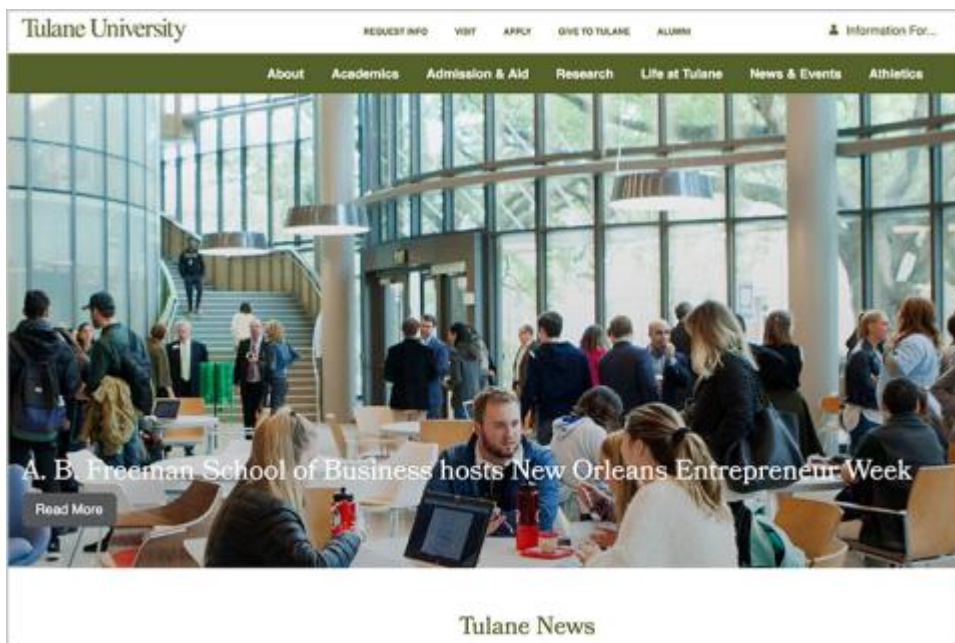 Tulane University
REQUEST INFO VISIT APPLY GIVE TO TULANE ALUMNI Information For...
About Academics Admission & Aid Research Life at Tulane News & Events Athletics
A. B. Freeman School of Business hosts New Orleans Entrepreneur Week
Read More
Tulane News